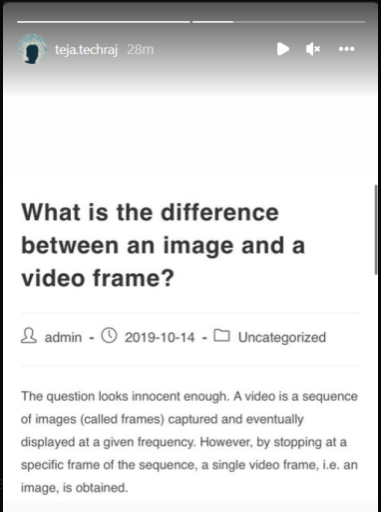 teja.techraj 28m
What is the difference
between an image and a
video frame?
admin - 2019-10-14 - Uncategorized
The question looks innocent enough. A video is a sequence
of images (called frames) captured and eventually
displayed at a given frequency. However, by stopping at a
specific frame of the sequence, a single video frame, i.e. an
image, is obtained.